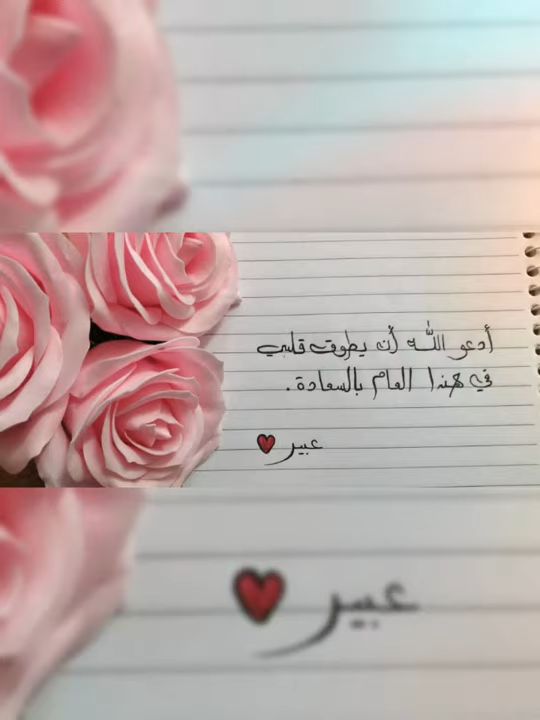 أدعو الله أن يطوق قلبي
في هذا العام بالسعادة.
عبير
عبير